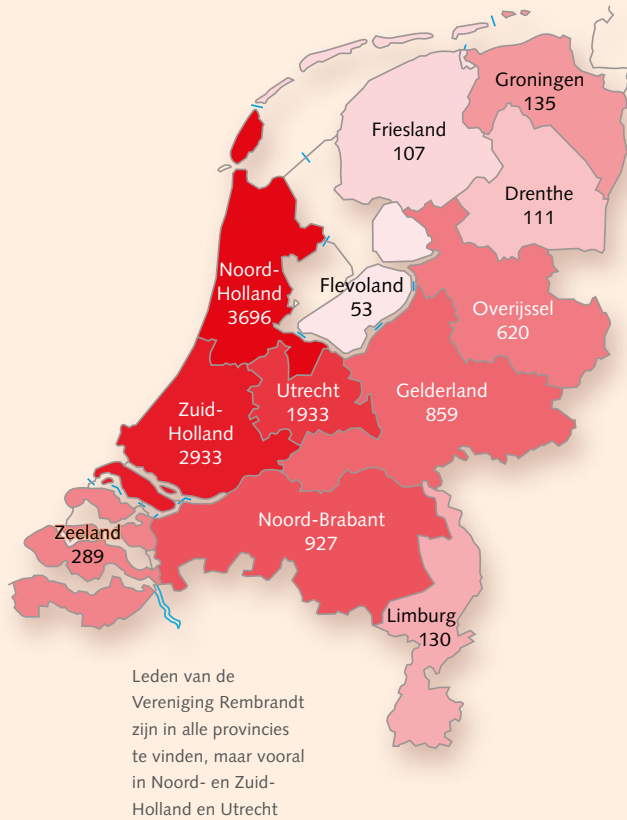 Groningen
135
Friesland
107
Drenthe
111
Noord-
Holland
3696
Flevoland
53
Overijssel
620
Utrecht
1933
Gelderland
859
Zuid-
Holland
2933
Noord-Brabant
927
Zeeland
289
Limburg
130
Leden van de
Vereniging Rembrandt
zijn in alle provincies
te vinden, maar vooral
in Noord- en Zuid-
Holland en Utrecht